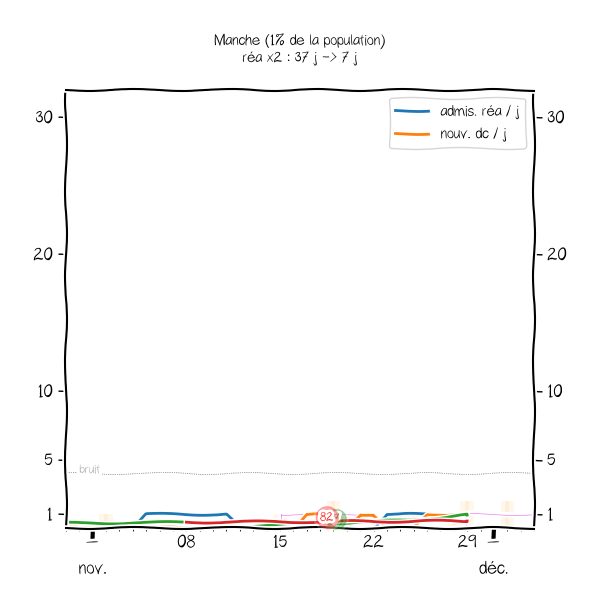 Manche (1% de la population)
réa x2 : 37 j -> 7 j
admis. réa / j
nouv. dc / j
30 30
20 20
10 10
5 5
bruit
1 1
08 15 22 29
nov. déc.